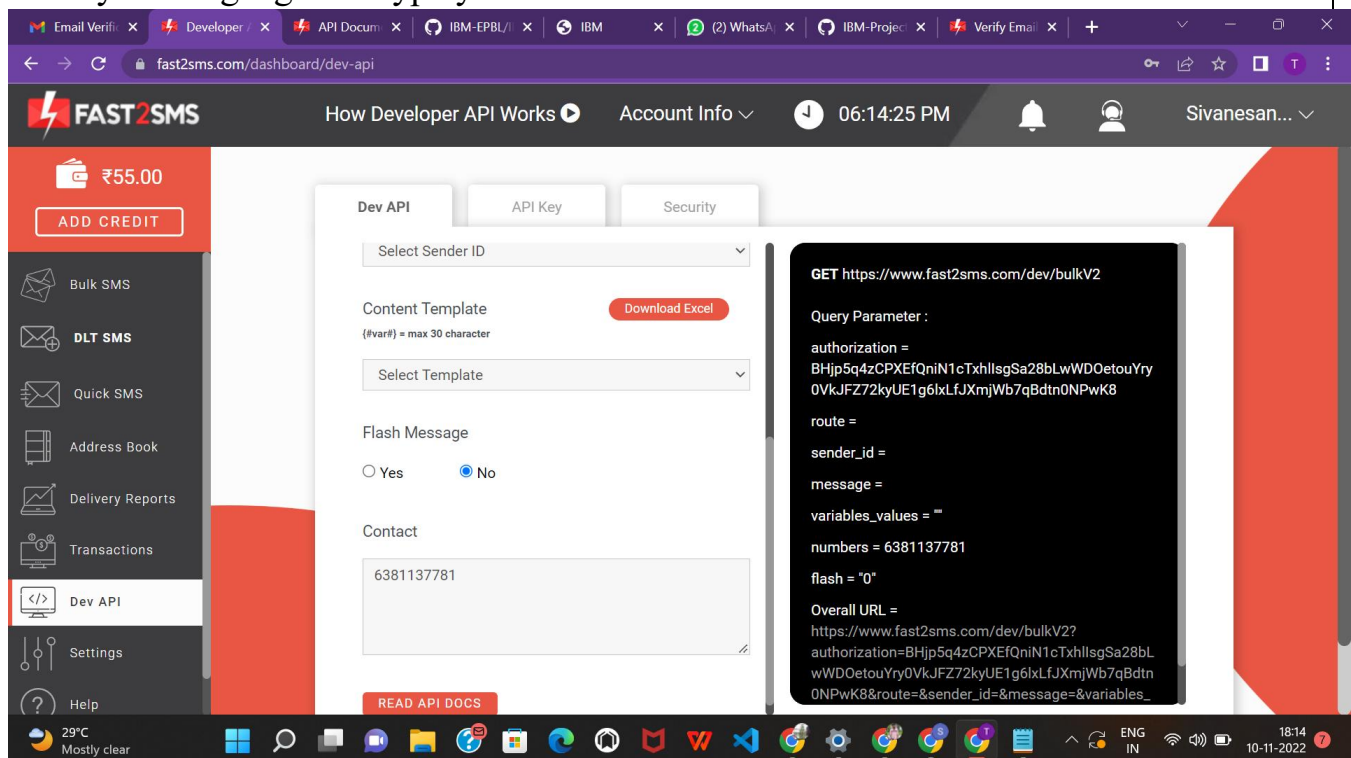 Email Verific
Developer /
API Docum
IBM-EPBL/I
IBM
(2) WhatsA
IBM-Projec
Verify Email
fast2sms.com/dashboard/dev-api
T
FAST2SMS
How Developer API Works
Account Info
06:14:25 PM
Sivanesan...
₹55.00
ADD CREDIT
Bulk SMS
DLT SMS
Quick SMS
Address Book
Delivery Reports
Transactions
Dev API
Settings
Help
Dev API
API Key
Security
Select Sender ID
Content Template
Download Excel
{#var#} = max 30 character
Select Template
Flash Message
Yes
No
Contact
6381137781
READ API DOCS
GET https://www.fast2sms.com/dev/bulkV2
Query Parameter :
authorization =
BHjp5q4zCPXEfQniN1cTxhlIsgSa28bLwWDOetouYry
0VkJFZ72kyUE1g6lxLfJXmjWb7qBdtn0NPwK8
route =
sender_id =
message =
variables_values = ""
numbers = 6381137781
flash = "0"
Overall URL =
https://www.fast2sms.com/dev/bulkV2?
authorization=BHjp5q4zCPXEfQniN1cTxhlIsgSa28bL
wWDOetouYry0VkJFZ72kyUE1g6lxLfJXmjWb7qBdtn
0NPwK8&route=&sender_id=&message=&variables_
29°C
Mostly clear
ENG
IN
18:14
10-11-2022
7